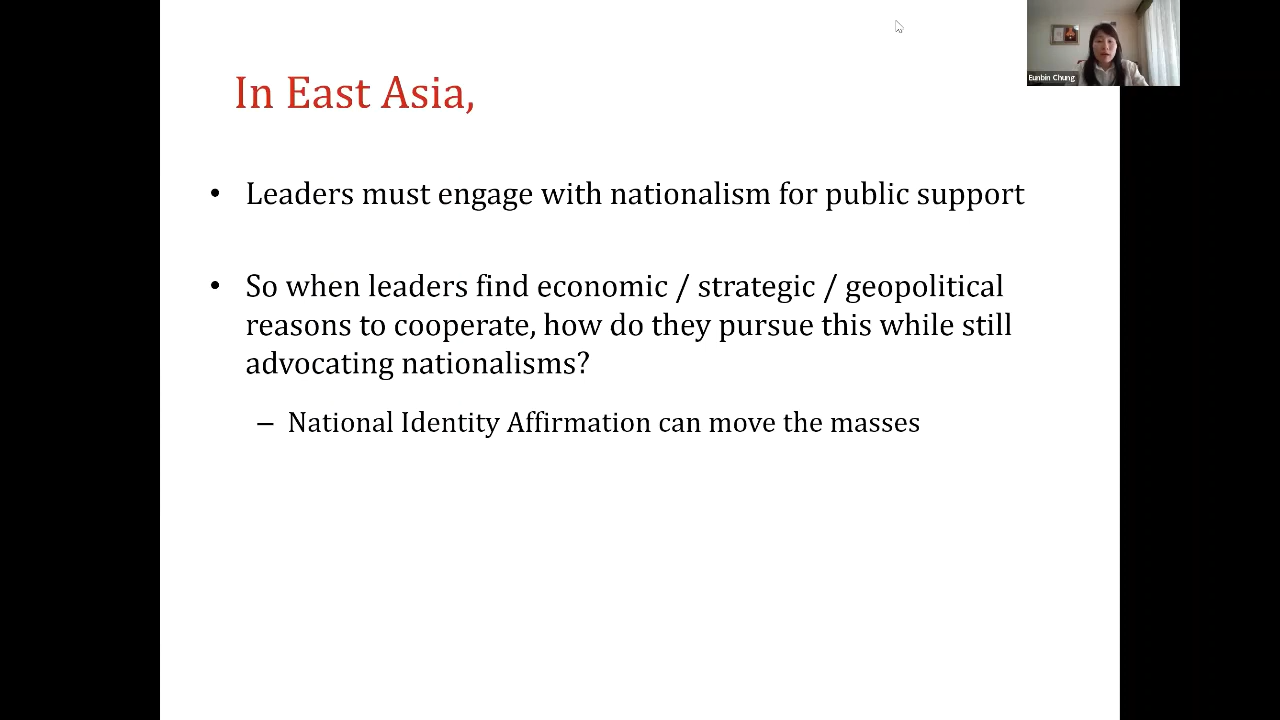 In East Asia,
• Leaders must engage with nationalism for public support
• So when leaders find economic / strategic / geopolitical
reasons to cooperate, how do they pursue this while still
advocating nationalisms?
– National Identity Affirmation can move the masses
Eunbin Chung